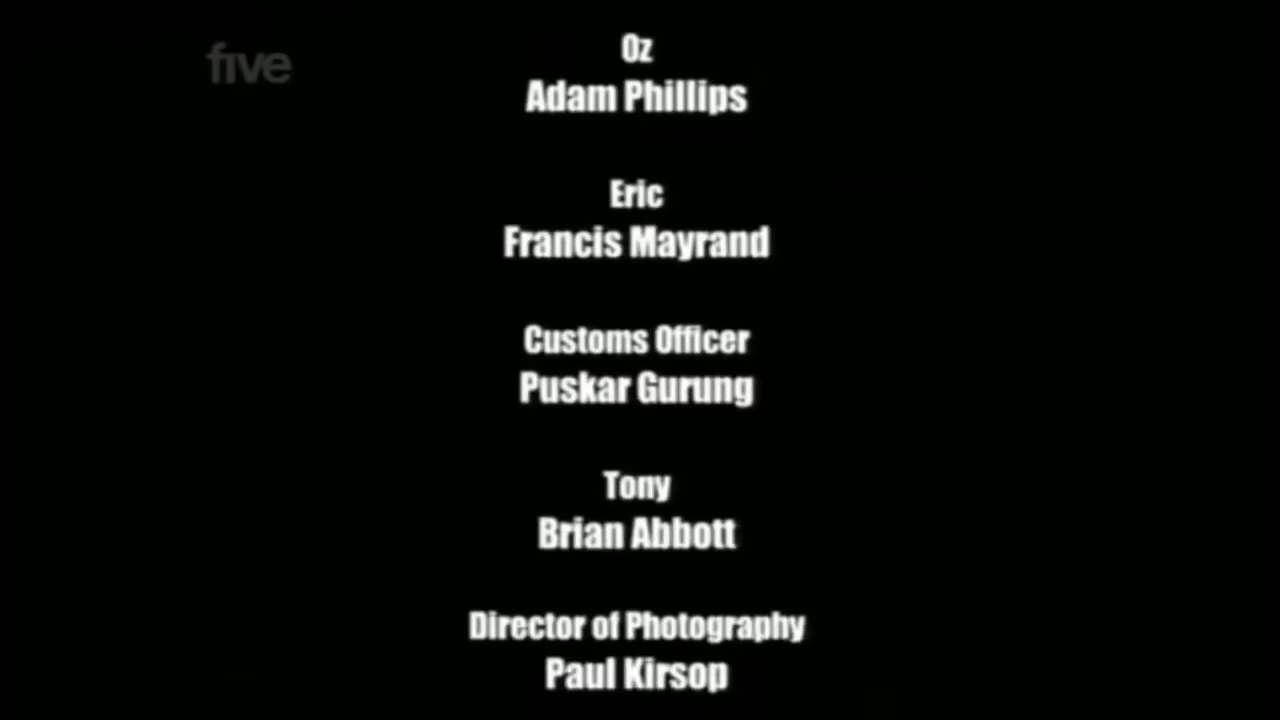 five
Oz
Adam Phillips
Eric
Francis Mayrand
Customs Officer
Puskar Gurung
Tony
Brian Abbott
Director of Photography
Paul Kirsop